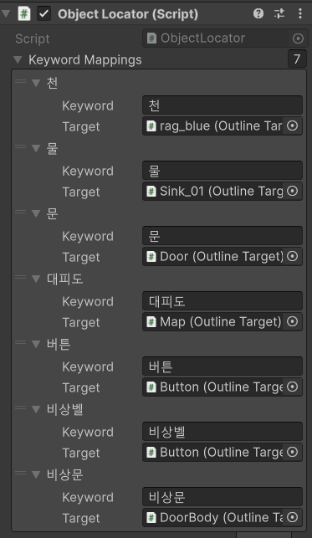 Object Locator (Script)
Script ObjectLocator
Keyword Mappings 7
천
Keyword 천
Target rag_blue (Outline Tar
물
Keyword 물
Target Sink_01 (Outline Targ
문
Keyword 문
Target Door (Outline Target)
대피도
Keyword 대피도
Target Map (Outline Target)
버튼
Keyword 버튼
Target Button (Outline Targe
비상벨
Keyword 비상벨
Target Button (Outline Targe
비상문
Keyword 비상문
Target DoorBody (Outline Ta